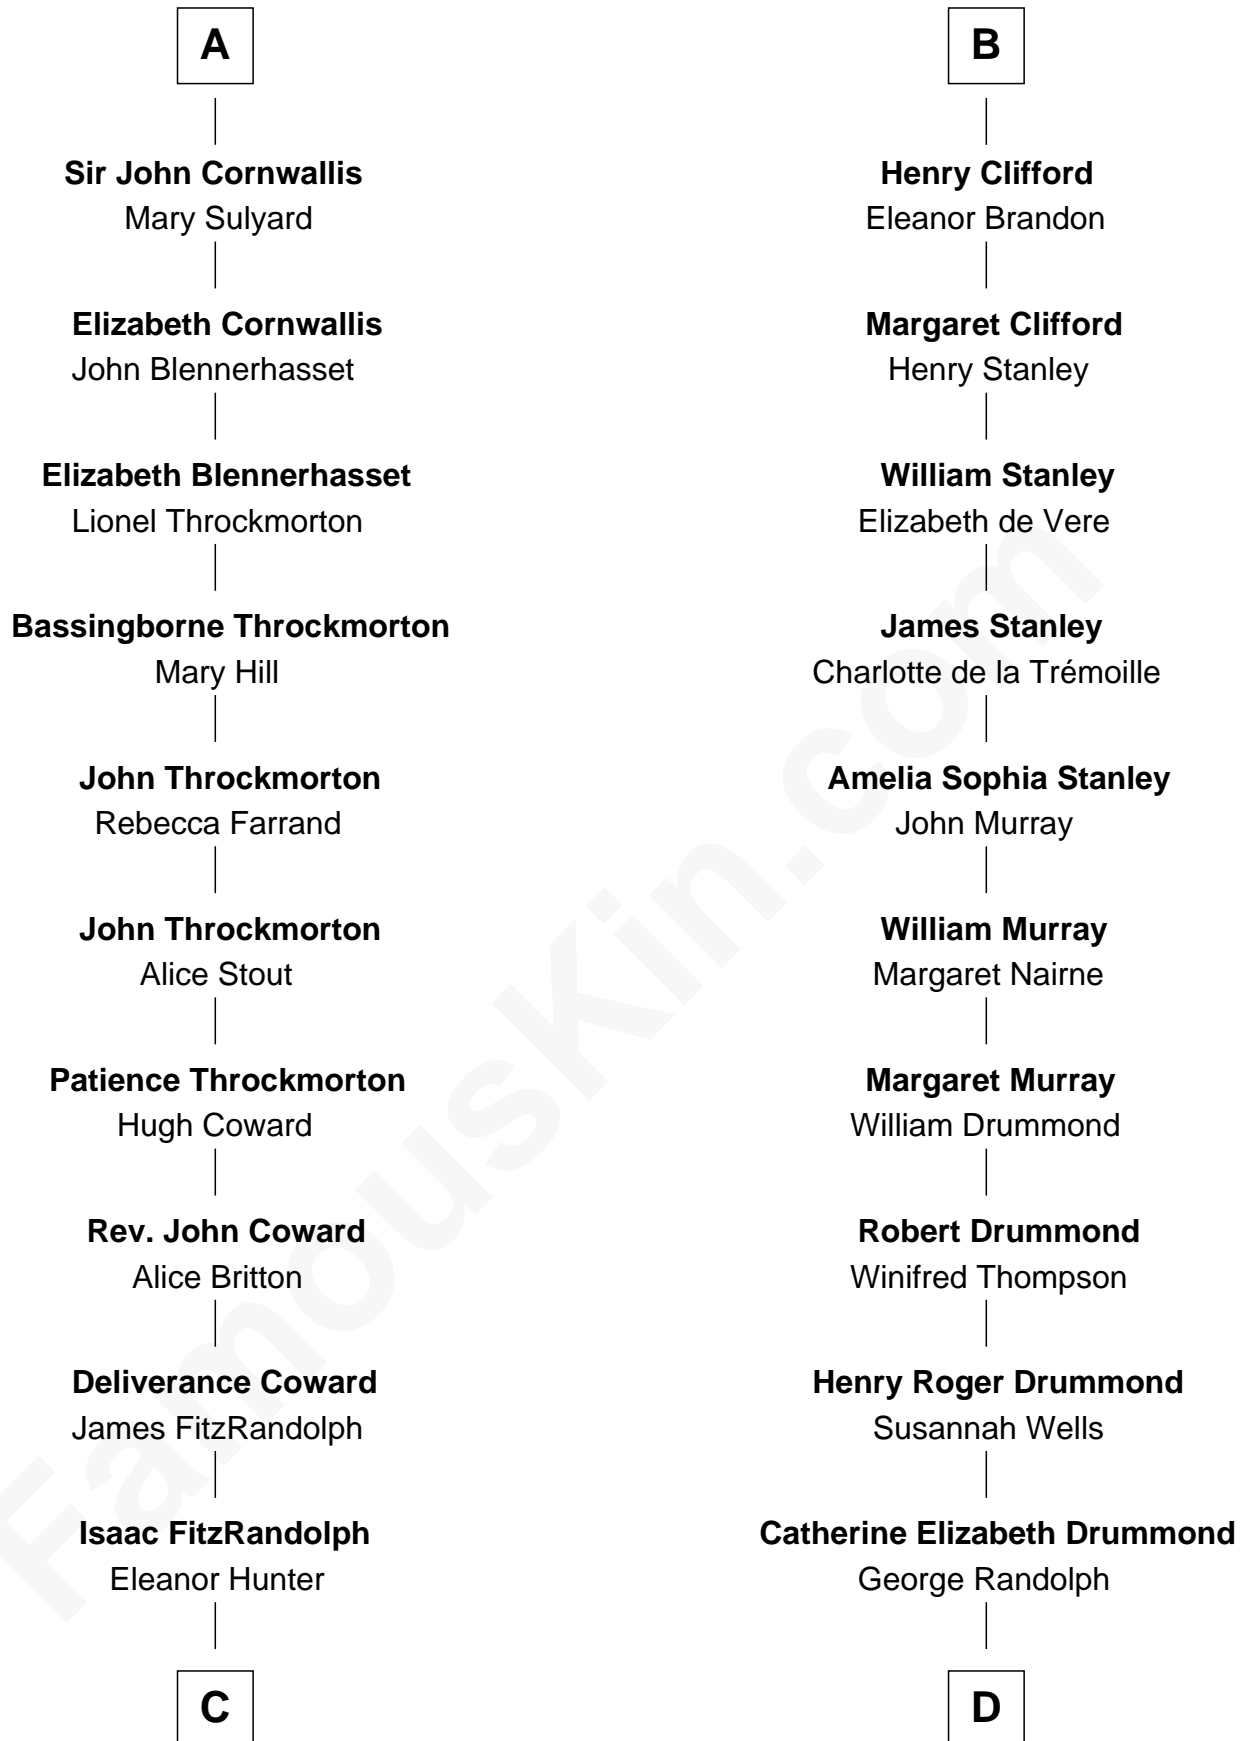 A
Sir John Cornwallis
Mary Sulyard
Elizabeth Cornwallis
John Blennerhasset
Elizabeth Blennerhasset
Lionel Throckmorton
Bassingborne Throckmorton
Mary Hill
John Throckmorton
Rebecca Farrand
John Throckmorton
Alice Stout
Patience Throckmorton
Hugh Coward
Rev. John Coward
Alice Britton
Deliverance Coward
James FitzRandolph
Isaac FitzRandolph
Eleanor Hunter
C
B
Henry Clifford
Eleanor Brandon
Margaret Clifford
Henry Stanley
William Stanley
Elizabeth de Vere
James Stanley
Charlotte de la Trémoille
Amelia Sophia Stanley
John Murray
William Murray
Margaret Nairne
Margaret Murray
William Drummond
Robert Drummond
Winifred Thompson
Henry Roger Drummond
Susannah Wells
Catherine Elizabeth Drummond
George Randolph
D
FamousKin.com